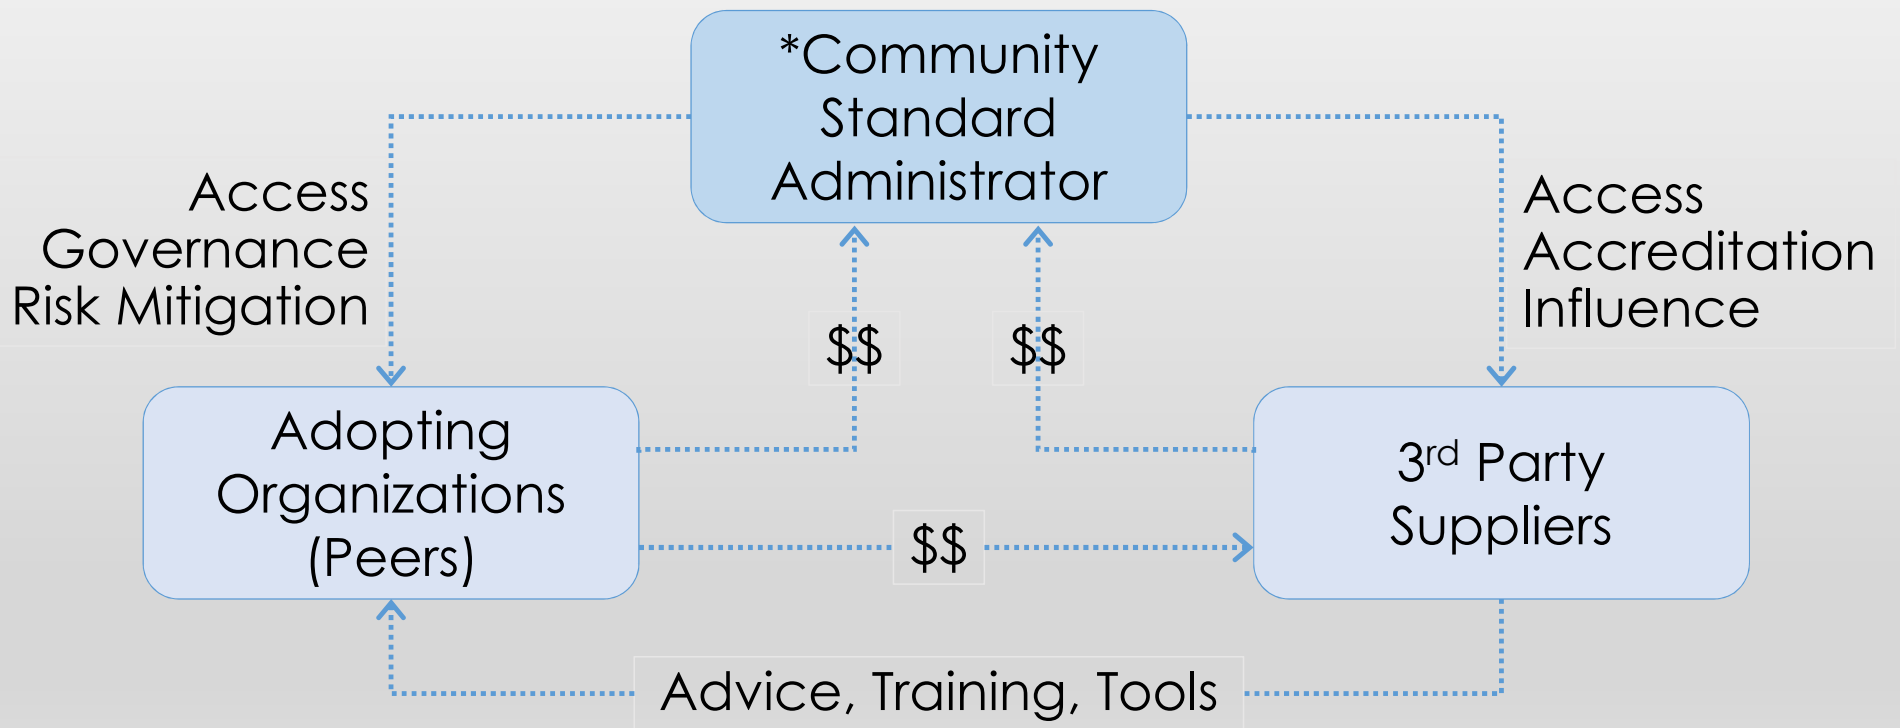 *Community
Standard
Administrator
Access
Governance
Risk Mitigation
Access
Accreditation
Influence
$$
$$
Adopting
Organizations
(Peers)
3rd Party
Suppliers
$$
Advice, Training, Tools